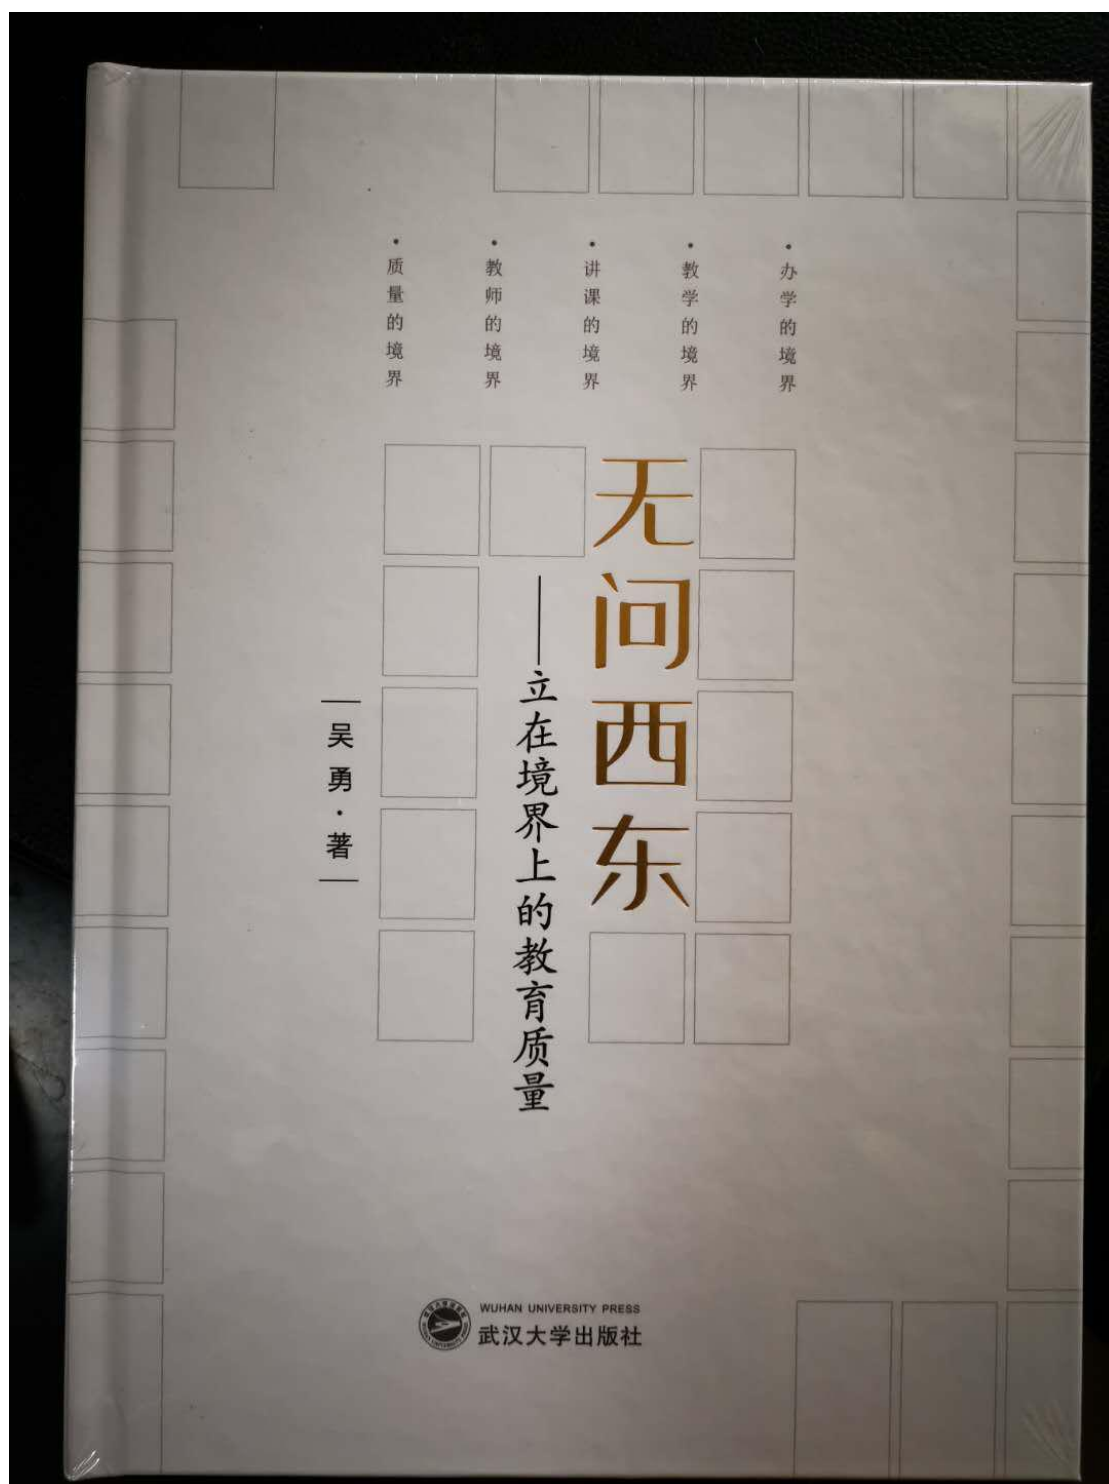 ·办学的境界
·教学的境界
·讲课的境界
·教师的境界
·质量的境界
无问西东
——立在境界上的教育质量
吴勇·著
WUHAN UNIVERSITY PRESS
武汉大学出版社